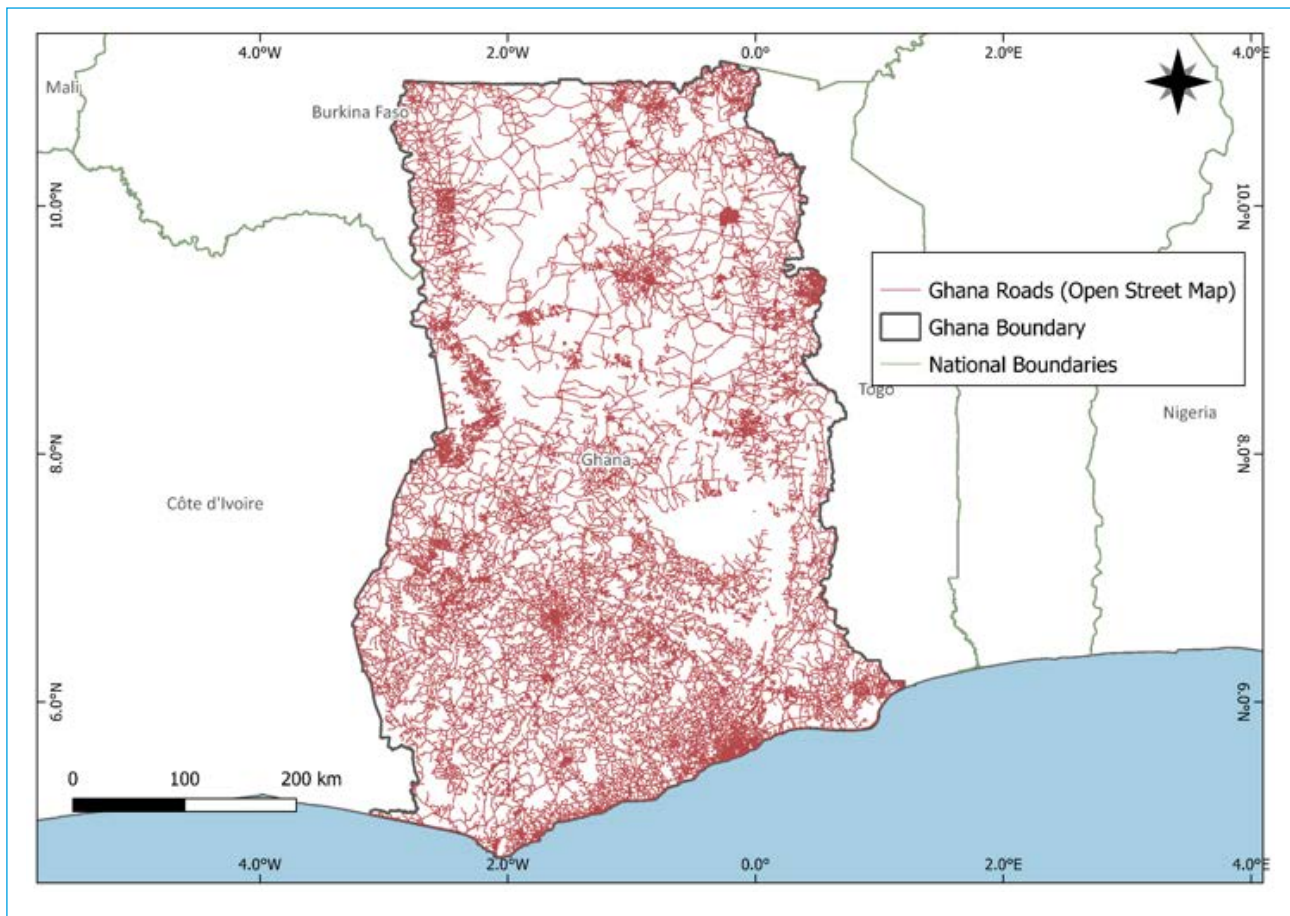 4.0°W 2.0°W 0.0° 2.0°E 4.0°E
Mali
Burkina Faso
10.0°N 10.0°N
Ghana Roads (Open Street Map)
Ghana Boundary
National Boundaries
Togo
Nigeria
8.0°N 8.0°N
Ghana
Côte d'Ivoire
6.0°N 6.0°N
0 100 200 km
4.0°W 2.0°W 0.0° 2.0°E 4.0°E